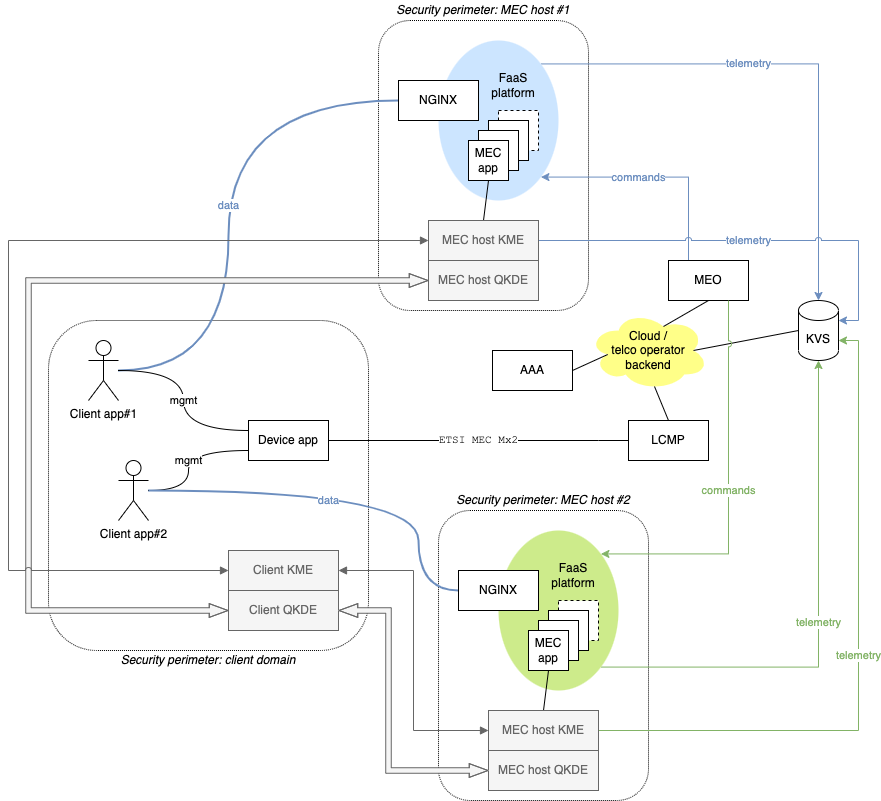 Security perimeter: MEC host #1
telemetry
FaaS
platform
NGINX
MEC
app
commands
data
MEC host KME
telemetry
MEC host QKDE
MEO
Cloud /
telco operator
backend
KVS
AAA
Client app#1
mgmt
Device app
ETSI MEC Mx2
LCMP
mgmt
Client app#2
data
commands
Security perimeter: MEC host #2
FaaS
platform
NGINX
Client KME
Client QKDE
MEC
app
telemetry
telemetry
Security perimeter: client domain
MEC host KME
MEC host QKDE